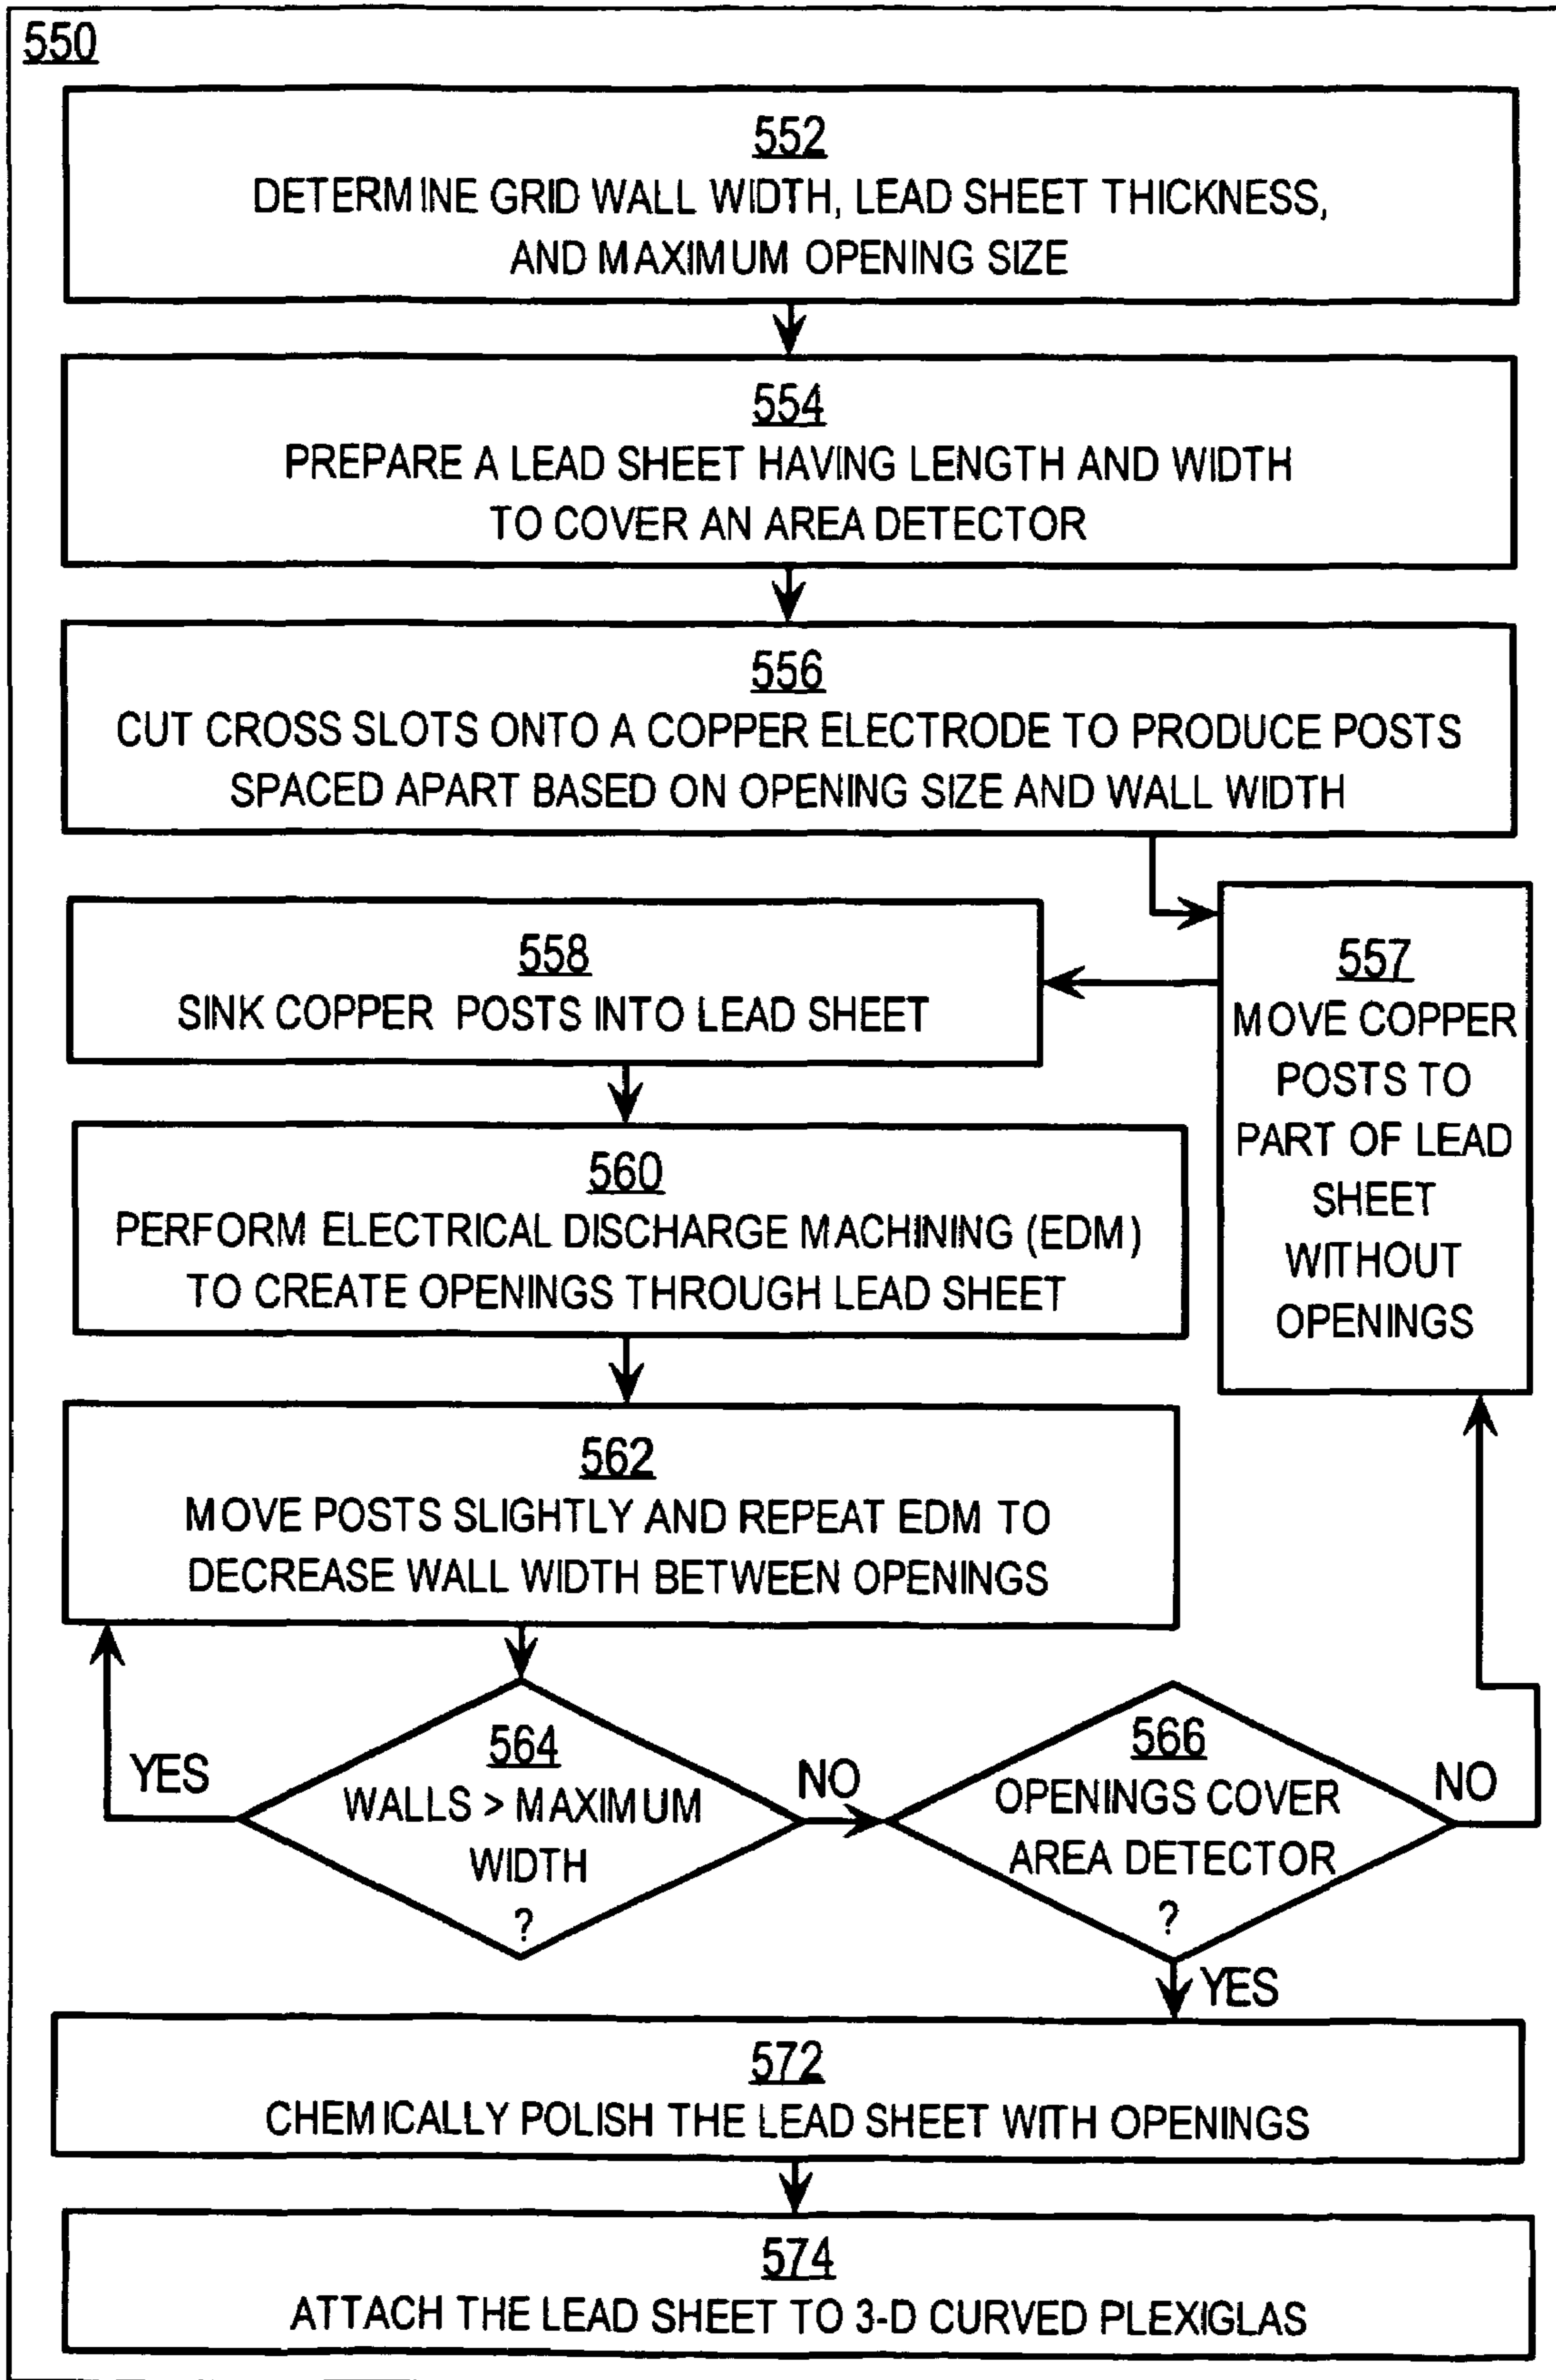 550
552
DETERMINE GRID WALL WIDTH, LEAD SHEET THICKNESS,
AND MAXIMUM OPENING SIZE
554
PREPARE A LEAD SHEET HAVING LENGTH AND WIDTH
TO COVER AN AREA DETECTOR
556
CUT CROSS SLOTS ONTO A COPPER ELECTRODE TO PRODUCE POSTS
SPACED APART BASED ON OPENING SIZE AND WALL WIDTH
557
MOVE COPPER
POSTS TO
PART OF LEAD
SHEET
WITHOUT
OPENINGS
558
SINK COPPER POSTS INTO LEAD SHEET
560
PERFORM ELECTRICAL DISCHARGE MACHINING (EDM)
TO CREATE OPENINGS THROUGH LEAD SHEET
562
MOVE POSTS SLIGHTLY AND REPEAT EDM TO
DECREASE WALL WIDTH BETWEEN OPENINGS
564
WALLS > MAXIMUM
WIDTH
?
YES
NO
566
OPENINGS COVER
AREA DETECTOR
?
NO
YES
572
CHEMICALLY POLISH THE LEAD SHEET WITH OPENINGS
574
ATTACH THE LEAD SHEET TO 3-D CURVED PLEXIGLAS